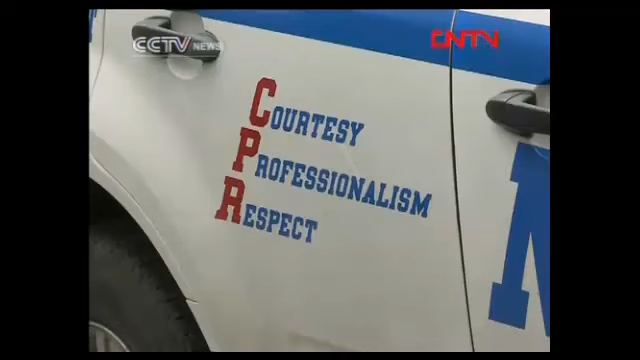 CCTV NEWS
CNTV
COURTESY
PROFESSIONALISM
RESPECT